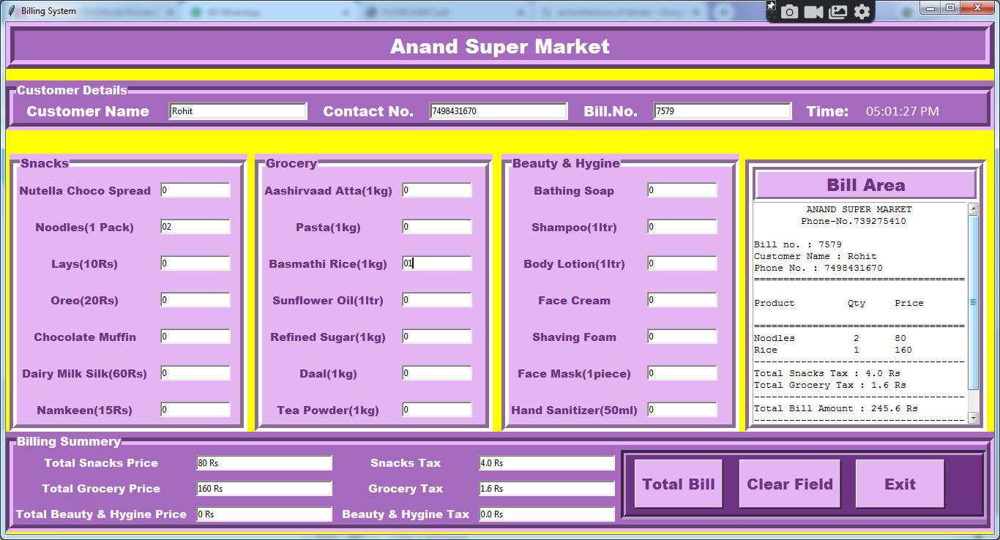 Billing System
Anand Super Market
Customer Details
Customer Name Rohit Contact No. 7498431670 Bill.No. 7579 Time: 05:01:27 PM
Snacks
Nutella Choco Spread 0
Noodles(1 Pack) 02
Lays(10Rs) 0
Oreo(20Rs) 0
Chocolate Muffin 0
Dairy Milk Silk(60Rs) 0
Namkeen(15Rs) 0
Grocery
Aashirvaad Atta(1kg) 0
Pasta(1kg) 0
Basmathi Rice(1kg) 01
Sunflower Oil(1ltr) 0
Refined Sugar(1kg) 0
Daal(1kg) 0
Tea Powder(1kg) 0
Beauty & Hygine
Bathing Soap 0
Shampoo(1ltr) 0
Body Lotion(1ltr) 0
Face Cream 0
Shaving Foam 0
Face Mask(1piece) 0
Hand Sanitizer(50ml) 0
Bill Area
ANAND SUPER MARKET
Phone-No.739275410
Bill no. : 7579
Customer Name : Rohit
Phone No. : 7498431670
====================================
Product Qty Price
====================================
Noodles 2 80
Rice 1 160
------------------------------------
Total Snacks Tax : 4.0 Rs
Total Grocery Tax : 1.6 Rs
------------------------------------
Total Bill Amount : 245.6 Rs
------------------------------------
Billing Summery
Total Snacks Price 80 Rs Snacks Tax 4.0 Rs
Total Grocery Price 160 Rs Grocery Tax 1.6 Rs
Total Beauty & Hygine Price 0 Rs Beauty & Hygine Tax 0.0 Rs
Total Bill Clear Field Exit